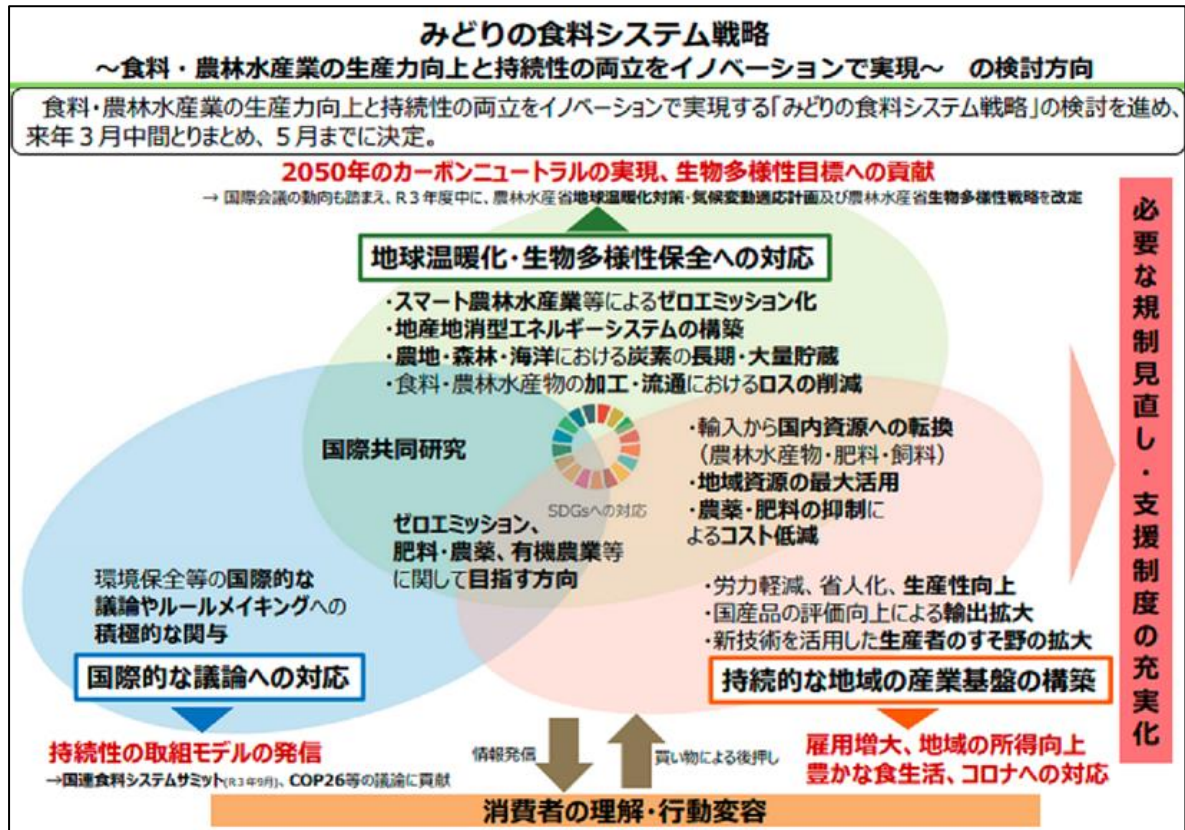 みどりの食料システム戦略
～食料・農林水産業の生産力向上と持続性の両立をイノベーションで実現～　の検討方向
食料・農林水産業の生産力向上と持続性の両立をイノベーションで実現する「みどりの食料システム戦略」の検討を進め、
来年３月中間とりまとめ、５月までに決定。
2050年のカーボンニュートラルの実現、生物多様性目標への貢献
→ 国際会議の動向も踏まえ、R３年度中に、農林水産省地球温暖化対策・気候変動適応計画及び農林水産省生物多様性戦略を改定
地球温暖化・生物多様性保全への対応
・スマート農林水産業等によるゼロエミッション化
・地産地消型エネルギーシステムの構築
・農地・森林・海洋における炭素の長期・大量貯蔵
・食料・農林水産物の加工・流通におけるロスの削減
国際共同研究
SDGsへの対応
・輸入から国内資源への転換
（農林水産物・肥料・飼料）
・地域資源の最大活用
・農薬・肥料の抑制に
よるコスト低減
ゼロエミッション、
肥料・農薬、有機農業等
に関して目指す方向
環境保全等の国際的な
議論やルールメイキングへの
積極的な関与
国際的な議論への対応
・労力軽減、省人化、生産性向上
・国産品の評価向上による輸出拡大
・新技術を活用した生産者のすそ野の拡大
持続的な地域の産業基盤の構築
持続性の取組モデルの発信
→国連食料システムサミット(R３年9月)、COP26等の議論に貢献
情報発信
買い物による後押し
雇用増大、地域の所得向上
豊かな食生活、コロナへの対応
消費者の理解・行動変容
必要な規制見直し・支援制度の充実化